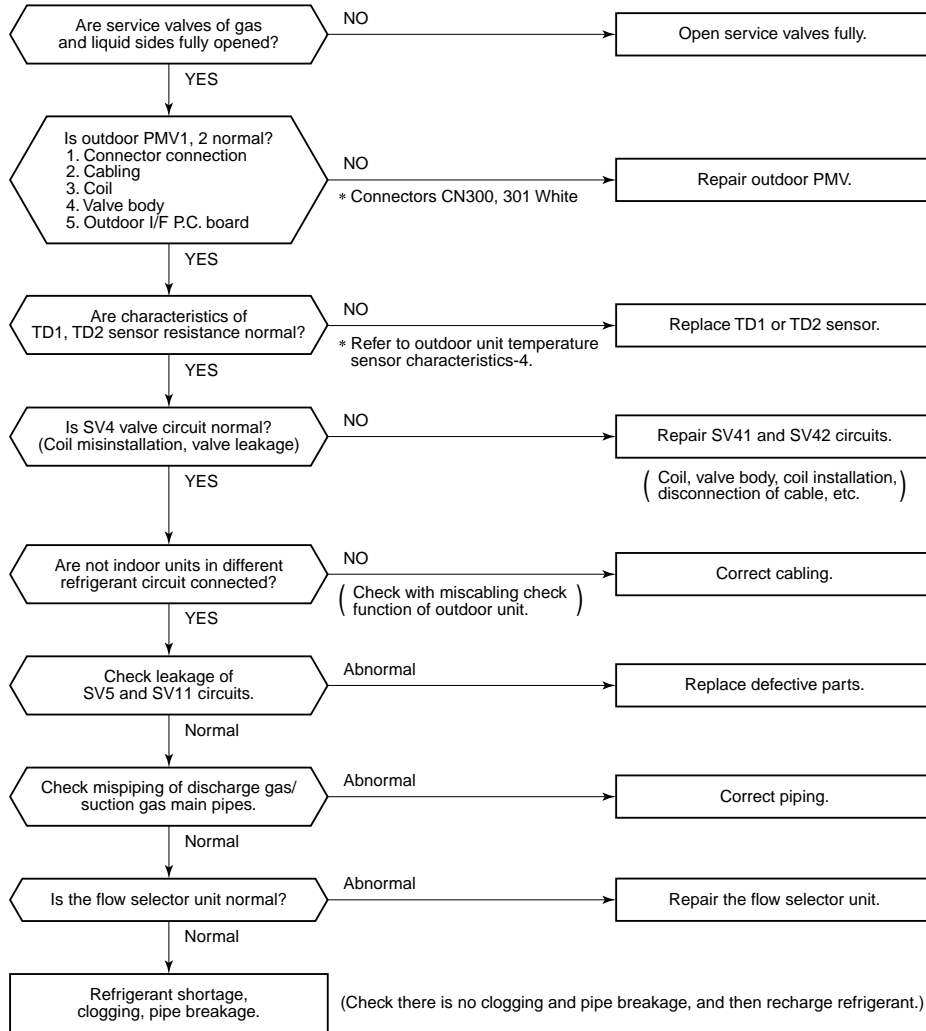 Are service valves of gas
and liquid sides fully opened?
NO
Open service valves fully.
YES
Is outdoor PMV1, 2 normal?
1. Connector connection
2. Cabling
3. Coil
4. Valve body
5. Outdoor I/F P.C. board
NO
* Connectors CN300, 301 White
Repair outdoor PMV.
YES
Are characteristics of
TD1, TD2 sensor resistance normal?
NO
* Refer to outdoor unit temperature
sensor characteristics-4.
Replace TD1 or TD2 sensor.
YES
Is SV4 valve circuit normal?
(Coil misinstallation, valve leakage)
NO
Repair SV41 and SV42 circuits.
(Coil, valve body, coil installation,
disconnection of cable, etc.)
YES
Are not indoor units in different
refrigerant circuit connected?
NO
(Check with miscabling check
function of outdoor unit.)
Correct cabling.
YES
Check leakage of
SV5 and SV11 circuits.
Abnormal
Replace defective parts.
Normal
Check mispiping of discharge gas/
suction gas main pipes.
Abnormal
Correct piping.
Normal
Is the flow selector unit normal?
Abnormal
Repair the flow selector unit.
Normal
Refrigerant shortage,
clogging, pipe breakage.
(Check there is no clogging and pipe breakage, and then recharge refrigerant.)